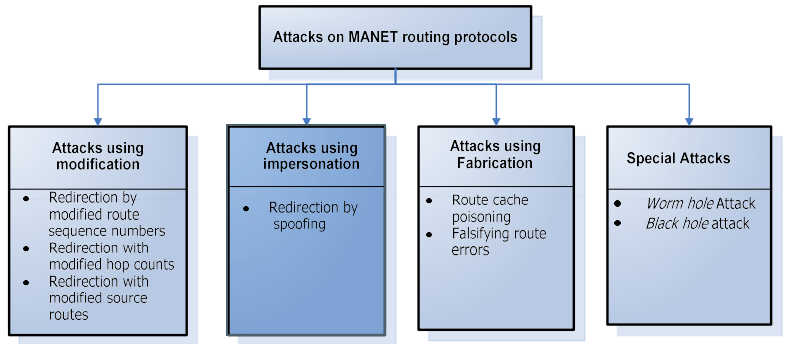 Attacks on MANET routing protocols
Attacks using
modification
● Redirection by
modified route
sequence numbers
● Redirection with
modified hop counts
● Redirection with
modified source
routes
Attacks using
impersonation
● Redirection by
spoofing
Attacks using
Fabrication
● Route cache
poisoning
● Falsifying route
errors
Special Attacks
● Worm hole Attack
● Black hole attack